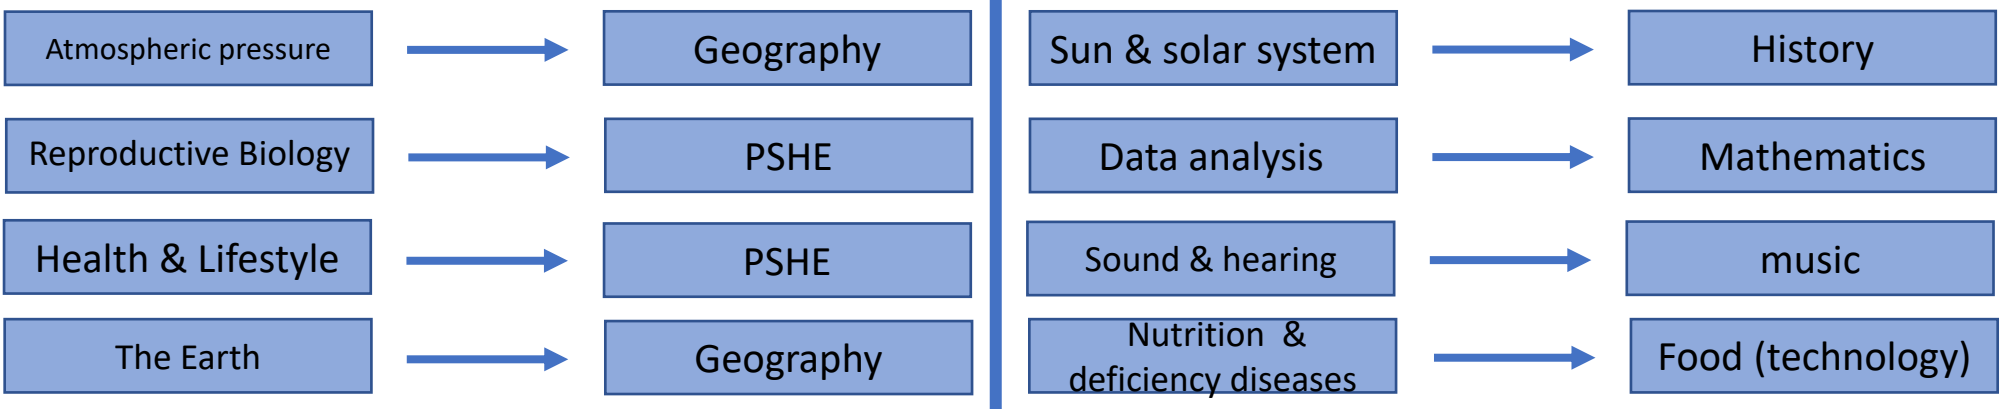 Atmospheric pressure
Geography
Reproductive Biology
PSHE
Health & Lifestyle
PSHE
The Earth
Geography
Sun & solar system
History
Data analysis
Mathematics
Sound & hearing
music
Nutrition &
deficiency diseases
Food (technology)